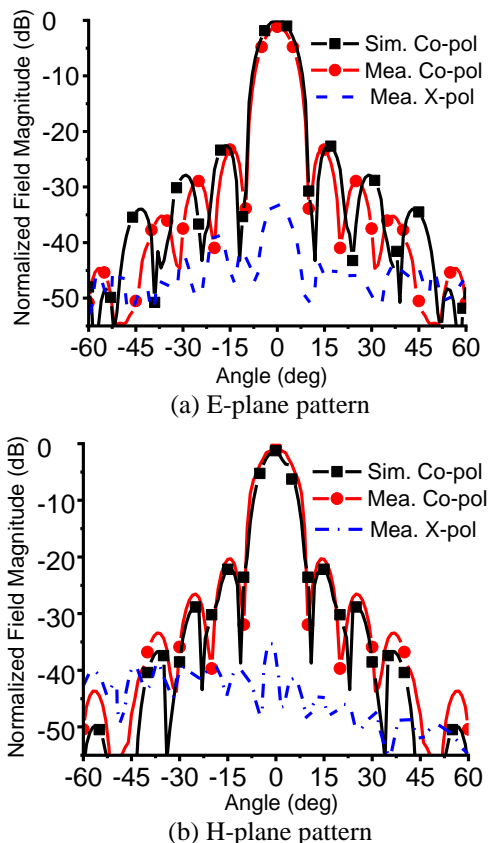 Normalized Field Magnitude (dB)
0
-10
-20
-30
-40
-50
Sim. Co-pol
Mea. Co-pol
Mea. X-pol
-60 -45 -30 -15 0 15 30 45 60
Angle (deg)
(a) E-plane pattern
Normalized Field Magnitude (dB)
0
-10
-20
-30
-40
-50
Sim. Co-pol
Mea. Co-pol
Mea. X-pol
-60 -45 -30 -15 0 15 30 45 60
Angle (deg)
(b) H-plane pattern